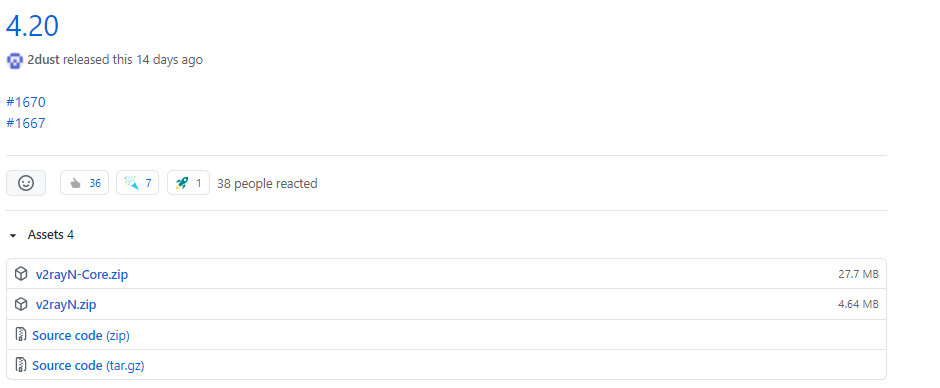 4.20
2dust released this 14 days ago
#1670
#1667
36 7 1 38 people reacted
Assets 4
v2rayN-Core.zip 27.7 MB
v2rayN.zip 4.64 MB
Source code (zip)
Source code (tar.gz)